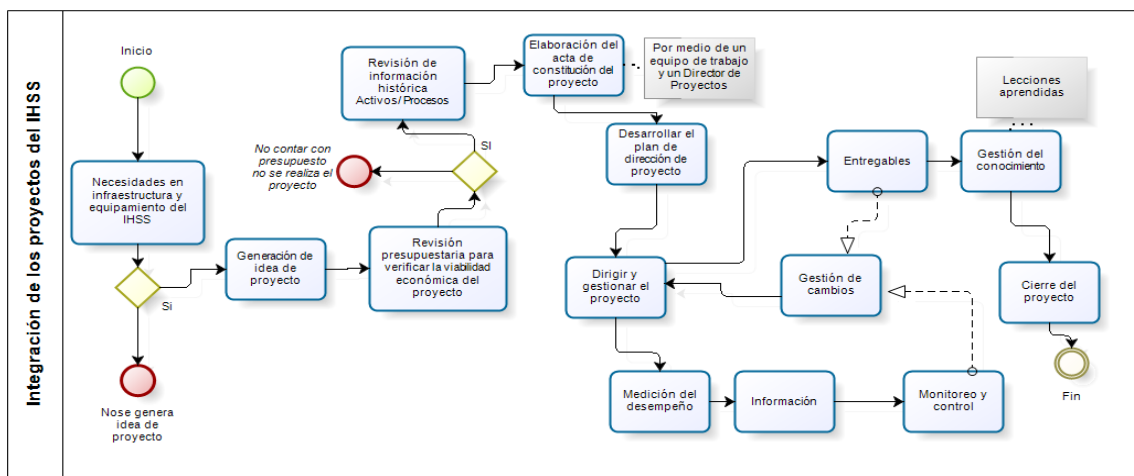 Integración de los proyectos del IHSS
Inicio
Necesidades en
infraestructura y
equipamiento del
IHSS
Si
Nose genera
idea de
proyecto
Generación de
idea de
proyecto
Revisión
presupuestaria para
verificar la viabilidad
económica del
proyecto
No contar con
presupuesto
no se realiza el
proyecto
SI
Revisión de
información
histórica
Activos/ Procesos
Elaboración del
acta de
constitución del
proyecto
Por medio de un
equipo de trabajo
y un Director de
Proyectos
Desarrollar el
plan de
dirección de
proyecto
Dirigir y
gestionar el
proyecto
Medición del
desempeño
Información
Monitoreo y
control
Gestión de
cambios
Entregables
Lecciones
aprendidas
Gestión del
conocimiento
Cierre del
proyecto
Fin